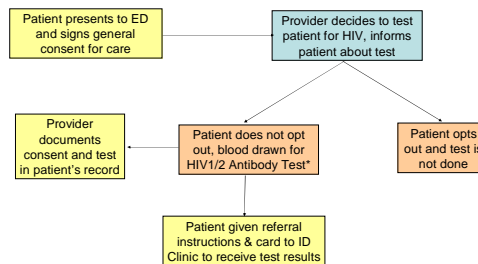 Patient presents to ED
and signs general
consent for care
Provider decides to test
patient for HIV, informs
patient about test
Provider
documents
consent and test
in patient's record
Patient does not opt
out, blood drawn for
HIV1/2 Antibody Test*
Patient opts
out and test is
not done
Patient given referral
instructions & card to ID
Clinic to receive test results